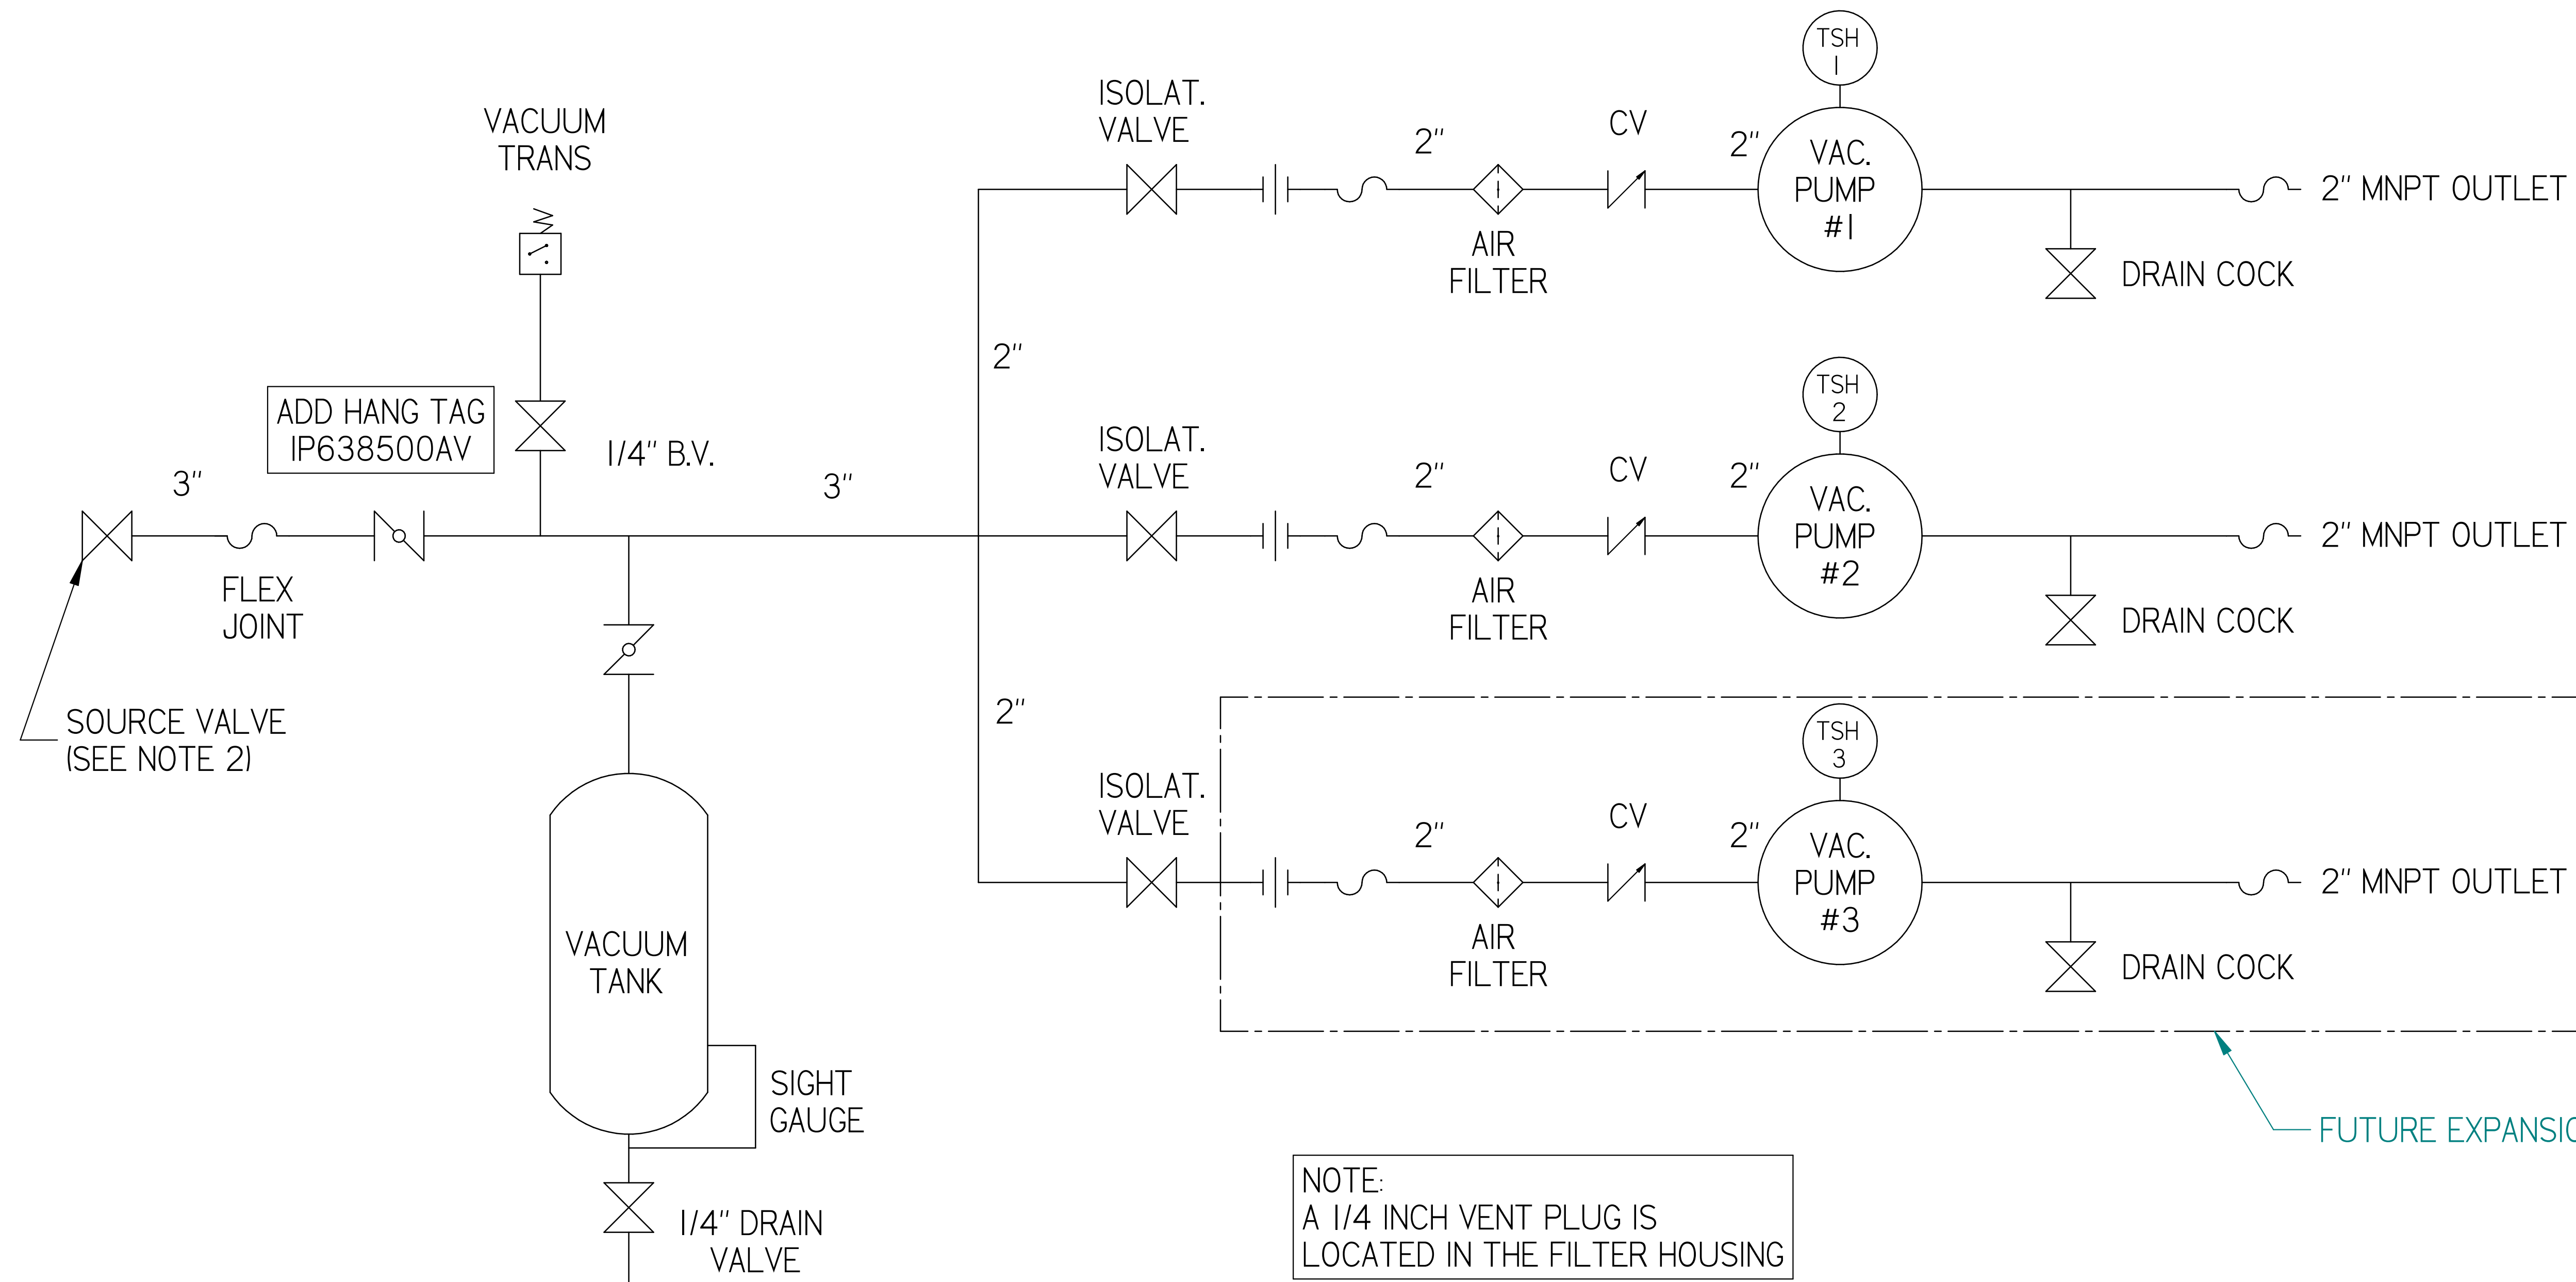 TSH
1
VACUUM
TRANS
ISOLAT.
VALVE
2"
CV
2"
VAC.
PUMP
#1
2" MNPT OUTLET
AIR
FILTER
DRAIN COCK
2"
ADD HANG TAG
IP638500AV
1/4" B.V.
3"
3"
FLEX
JOINT
SOURCE VALVE
(SEE NOTE 2)
TSH
2
ISOLAT.
VALVE
2"
CV
2"
VAC.
PUMP
#2
2" MNPT OUTLET
AIR
FILTER
DRAIN COCK
2"
TSH
3
ISOLAT.
VALVE
2"
CV
2"
VAC.
PUMP
#3
2" MNPT OUTLET
AIR
FILTER
DRAIN COCK
VACUUM
TANK
SIGHT
GAUGE
1/4" DRAIN
VALVE
FUTURE
NOTE:
A 1/4 INCH VENT PLUG IS
LOCATED IN THE FILTER HOUSING